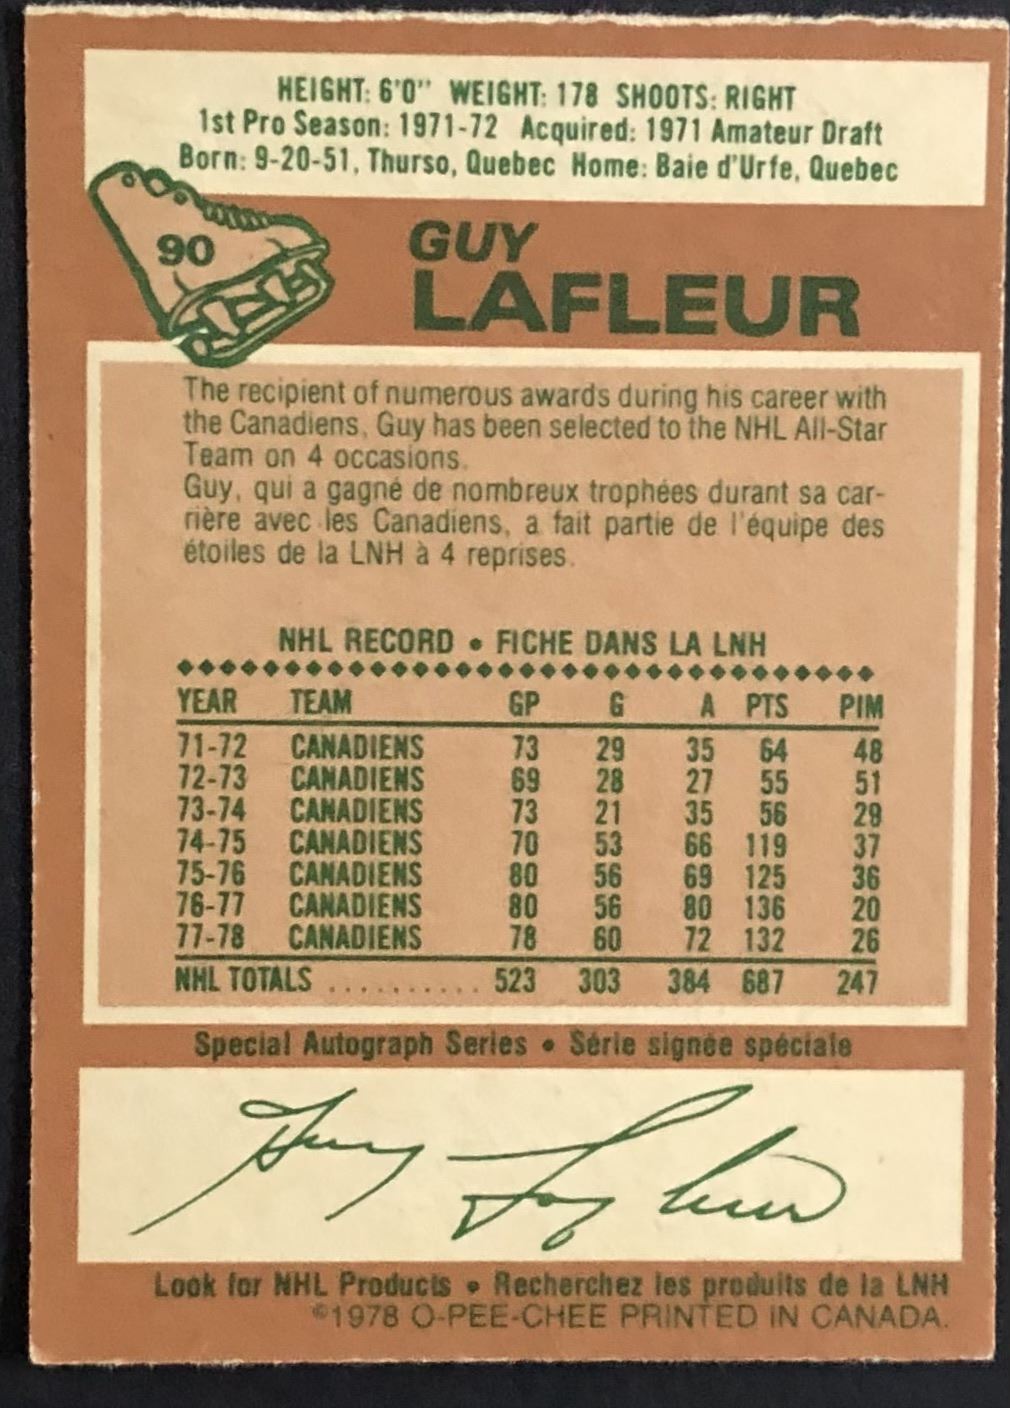 HEIGHT: 6'0" WEIGHT: 178 SHOOTS: RIGHT
1st Pro Season: 1971-72 Acquired: 1971 Amateur Draft
Born: 9-20-51, Thurso, Quebec Home: Baie d'Urfe, Quebec
90
GUY
LAFLEUR
The recipient of numerous awards during his career with
the Canadiens, Guy has been selected to the NHL All-Star
Team on 4 occasions.
Guy, qui a gagné de nombreux trophées durant sa car-
rière avec les Canadiens, a fait partie de l'équipe des
étoiles de la LNH à 4 reprises.
NHL RECORD • FICHE DANS LA LNH
YEAR TEAM GP G A PTS PIM
71-72 CANADIENS 73 29 35 64 48
72-73 CANADIENS 69 28 27 55 51
73-74 CANADIENS 73 21 35 56 29
74-75 CANADIENS 70 53 66 119 37
75-76 CANADIENS 80 56 69 125 36
76-77 CANADIENS 80 56 80 136 20
77-78 CANADIENS 78 60 72 132 26
NHL TOTALS .......... 523 303 384 687 247
Special Autograph Series • Série signée spéciale
Guy Lafleur
Look for NHL Products • Recherchez les produits de la LNH
©1978 O-PEE-CHEE PRINTED IN CANADA.